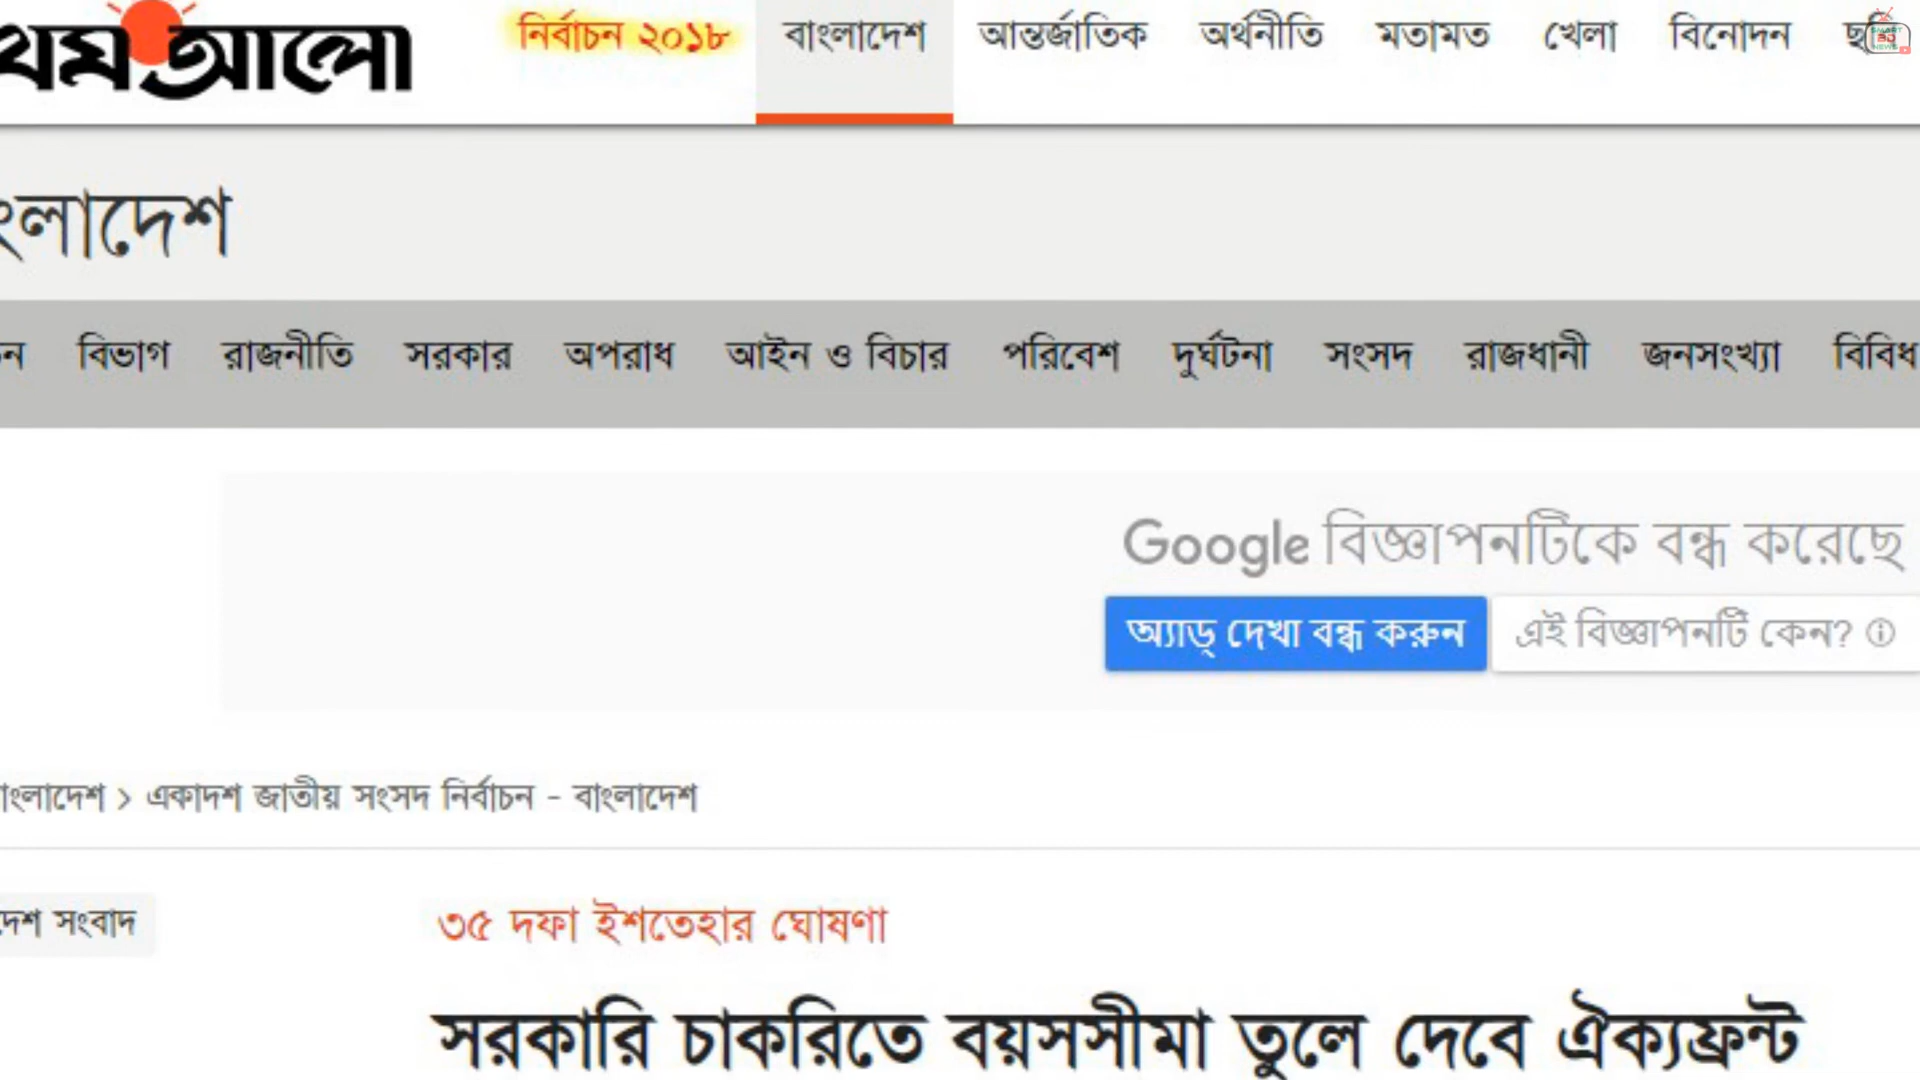 থম আলো
নির্বাচন ২০১৮ বাংলাদেশ আন্তর্জাতিক অর্থনীতি মতামত খেলা বিনোদন
ংলাদেশ
ন বিভাগ রাজনীতি সরকার অপরাধ আইন ও বিচার পরিবেশ দুর্ঘটনা সংসদ রাজধানী জনসংখ্যা বিবিধ
Google বিজ্ঞাপনটিকে বন্ধ করেছে
অ্যাড্ দেখা বন্ধ করুন এই বিজ্ঞাপনটি কেন?
াংলাদেশ > একাদশ জাতীয় সংসদ নির্বাচন - বাংলাদেশ
দেশ সংবাদ
৩৫ দফা ইশতেহার ঘোষণা
সরকারি চাকরিতে বয়সসীমা তুলে দেবে ঐক্যফ্রন্ট